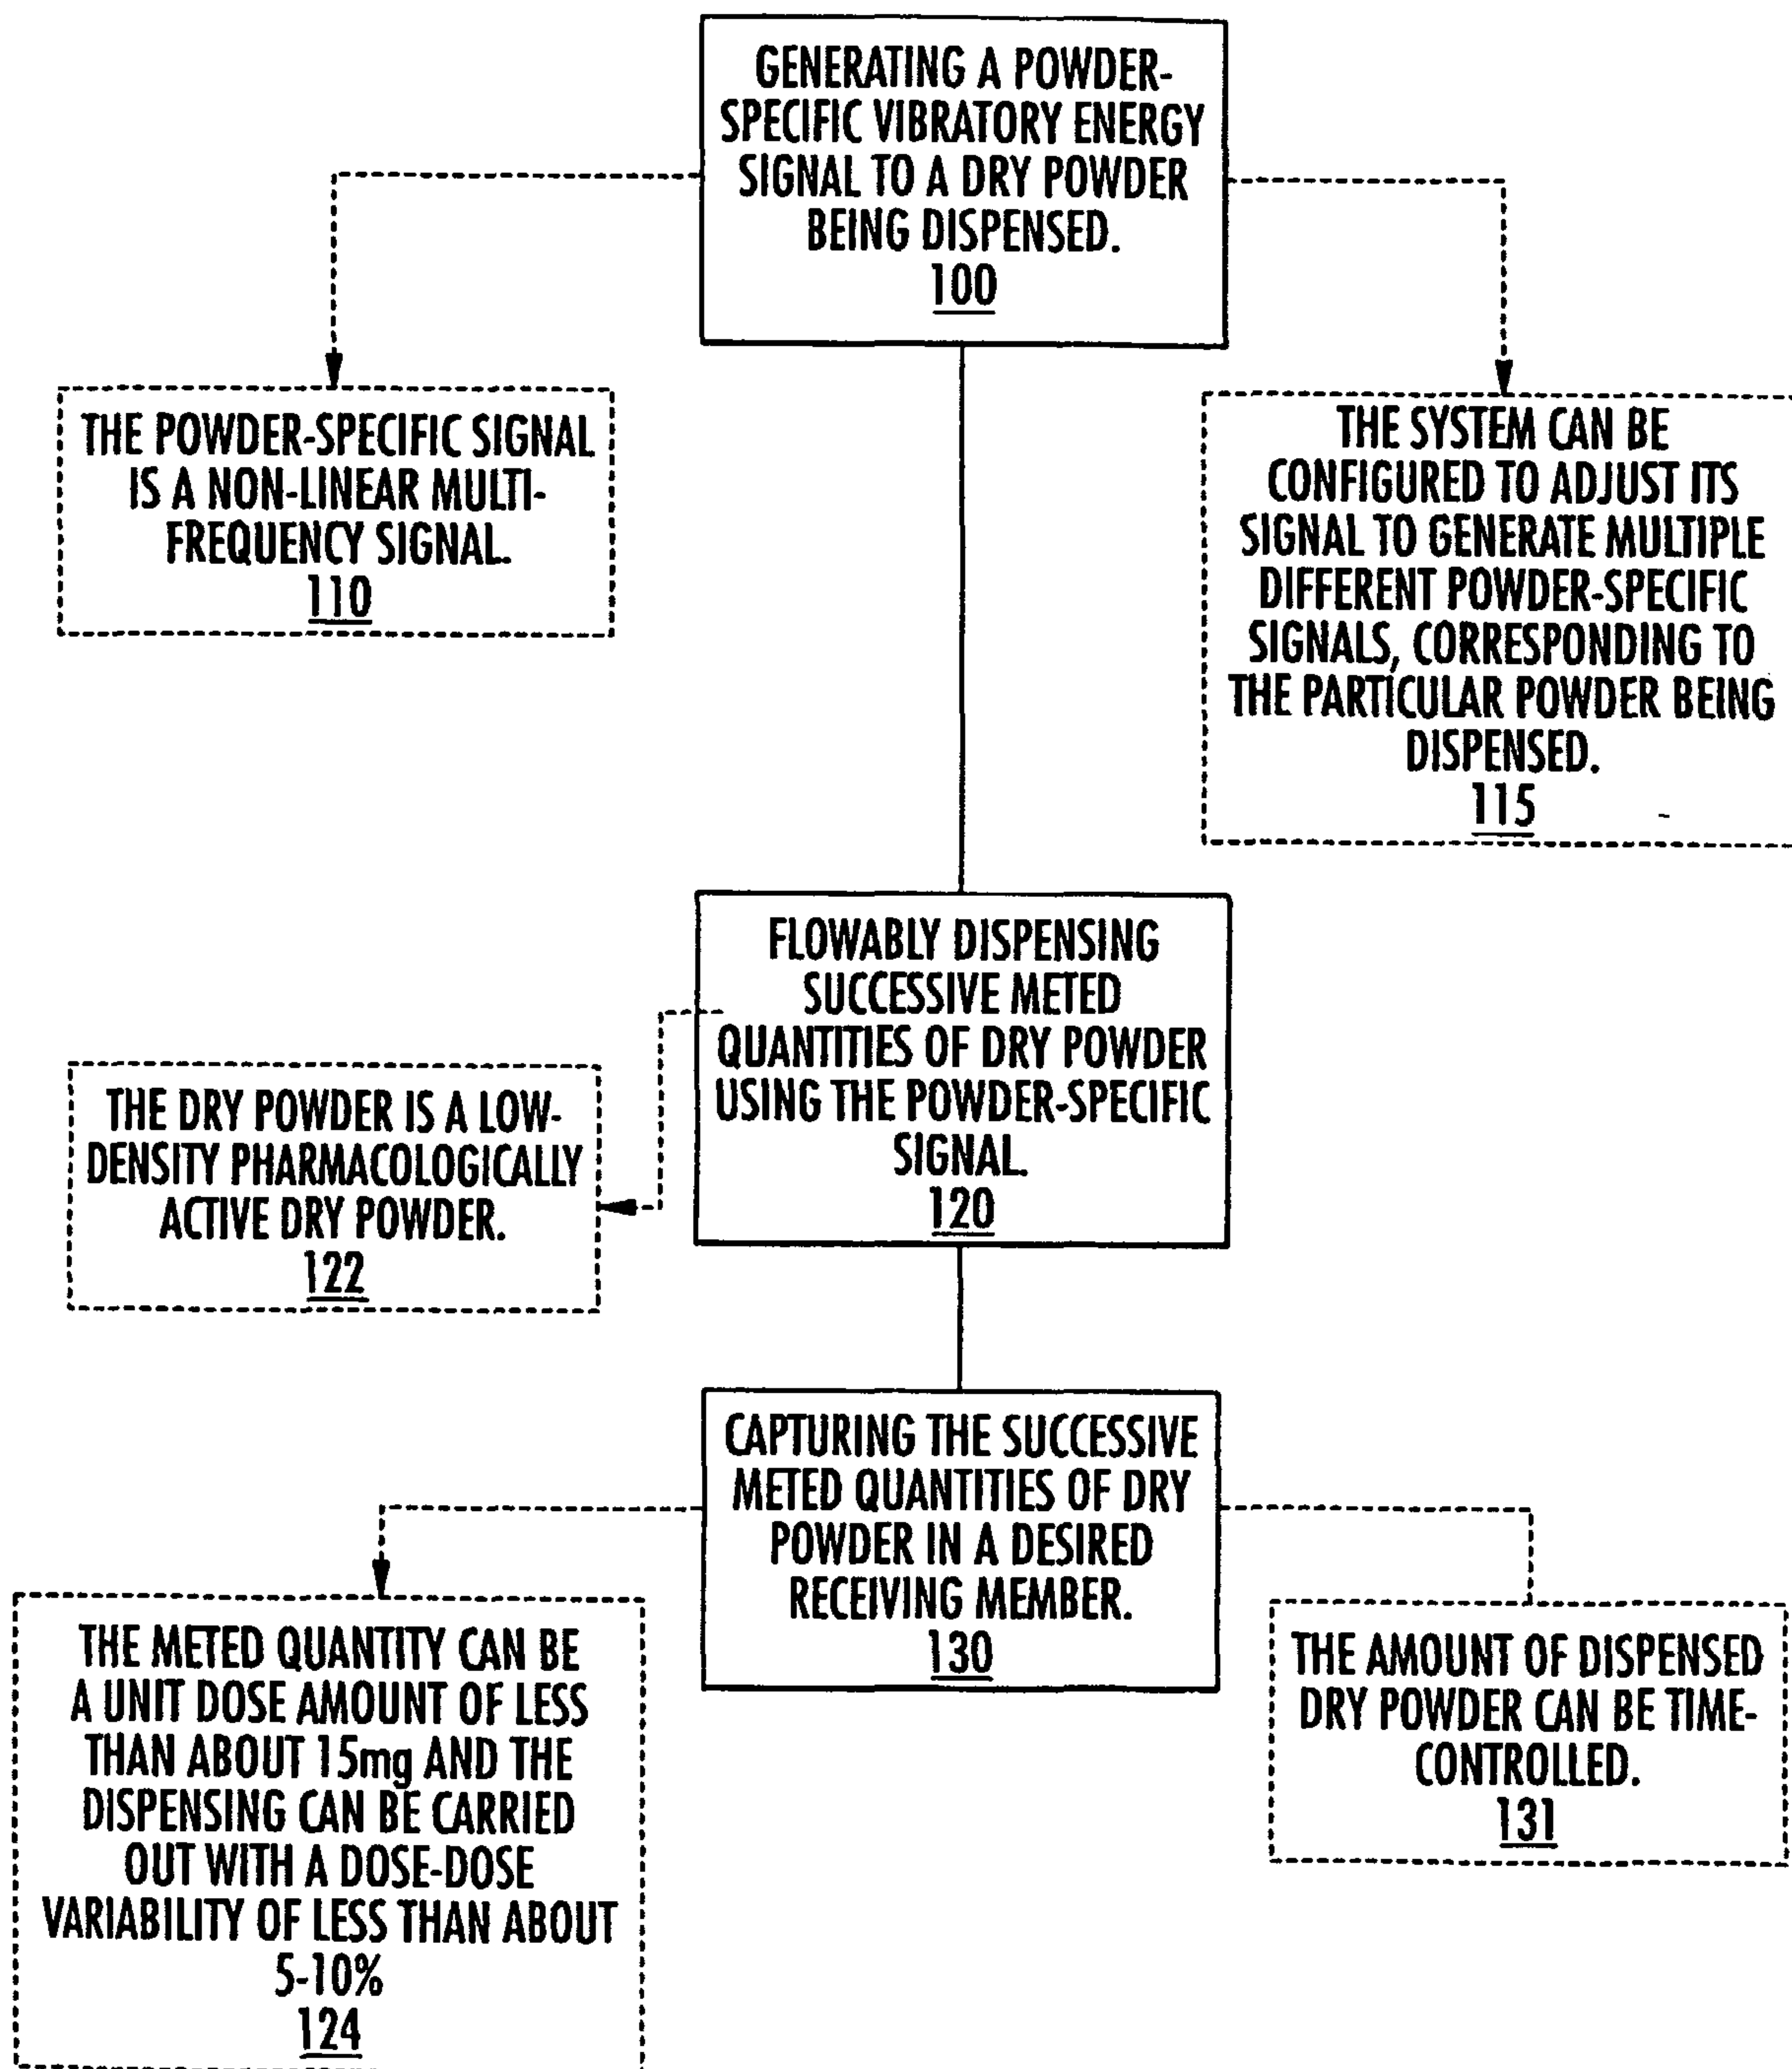 GENERATING A POWDER-
SPECIFIC VIBRATORY ENERGY
SIGNAL TO A DRY POWDER
BEING DISPENSED.
100
THE POWDER-SPECIFIC SIGNAL
IS A NON-LINEAR MULTI-
FREQUENCY SIGNAL.
110
THE SYSTEM CAN BE
CONFIGURED TO ADJUST ITS
SIGNAL TO GENERATE MULTIPLE
DIFFERENT POWDER-SPECIFIC
SIGNALS, CORRESPONDING TO
THE PARTICULAR POWDER BEING
DISPENSED.
115
FLOWABLY DISPENSING
SUCCESSIVE METED
QUANTITIES OF DRY POWDER
USING THE POWDER-SPECIFIC
SIGNAL.
120
THE DRY POWDER IS A LOW-
DENSITY PHARMACOLOGICALLY
ACTIVE DRY POWDER.
122
CAPTURING THE SUCCESSIVE
METED QUANTITIES OF DRY
POWDER IN A DESIRED
RECEIVING MEMBER.
130
THE METED QUANTITY CAN BE
A UNIT DOSE AMOUNT OF LESS
THAN ABOUT 15mg AND THE
DISPENSING CAN BE CARRIED
OUT WITH A DOSE-DOSE
VARIABILITY OF LESS THAN ABOUT
5-10%
124
THE AMOUNT OF DISPENSED
DRY POWDER CAN BE TIME-
CONTROLLED.
131